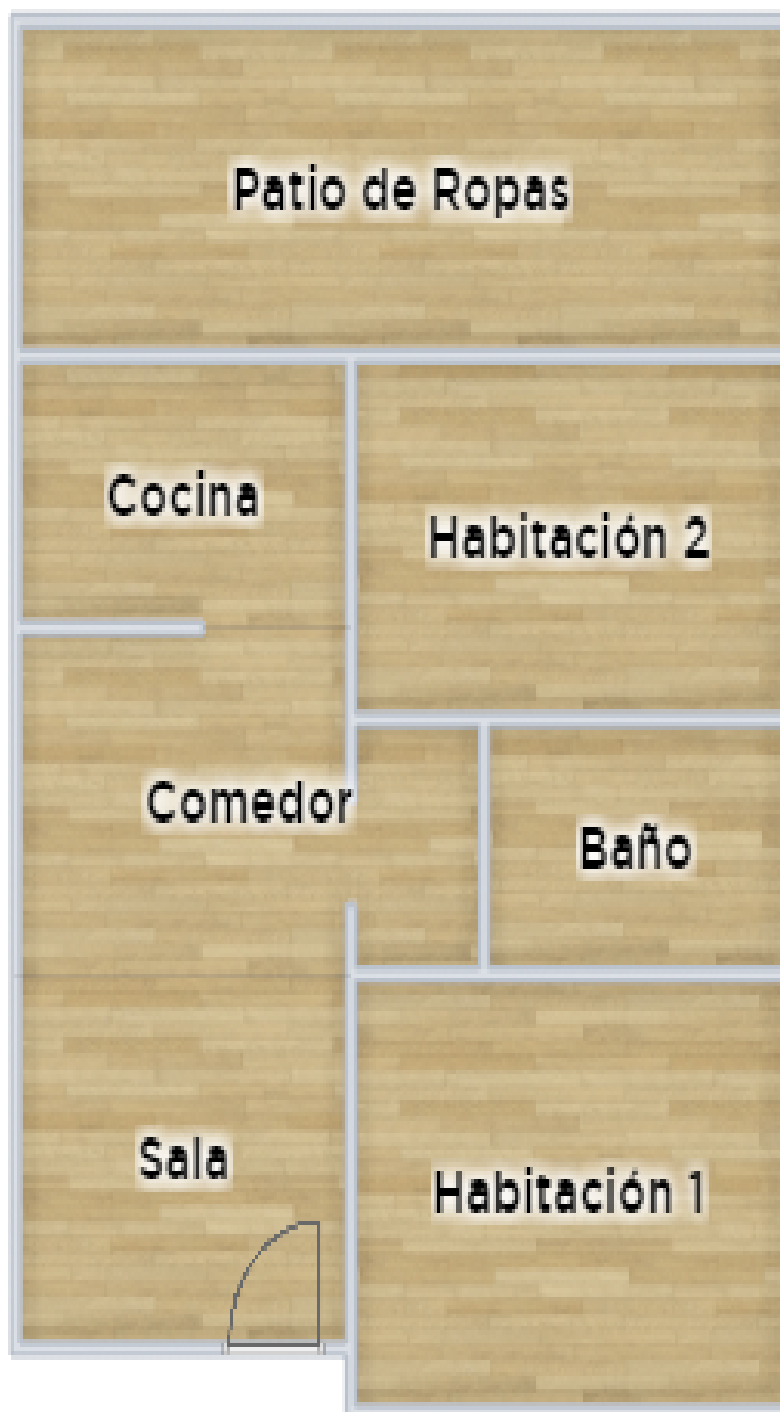 Patio de Ropas
Cocina
Habitación 2
Comedor
Baño
Sala
Habitación 1